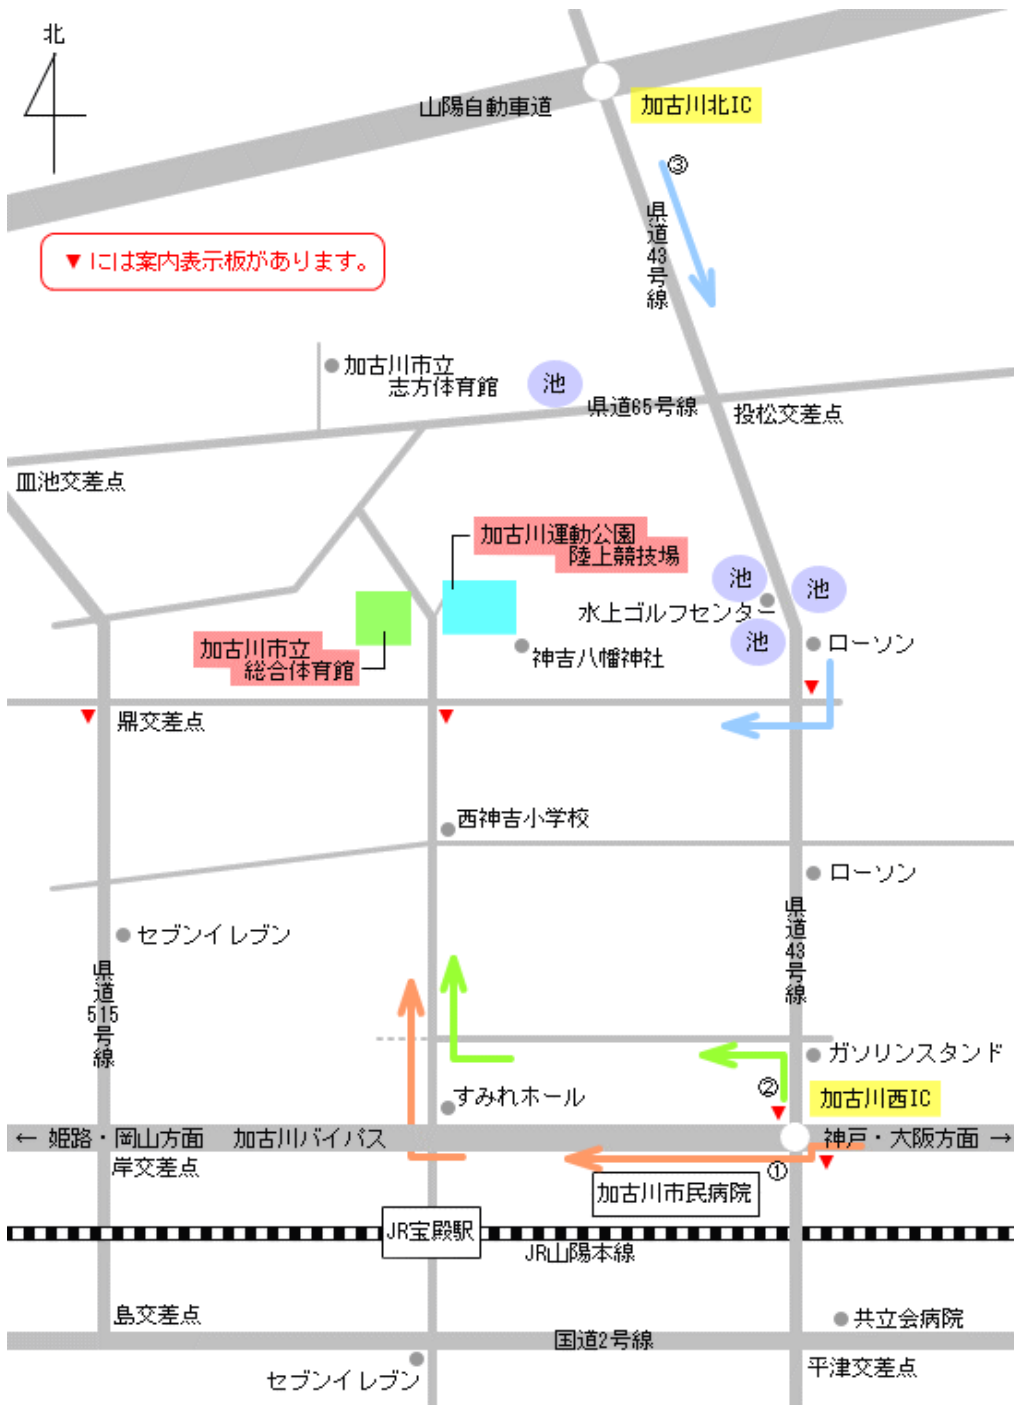 北
山陽自動車道
加古川北IC
③
県道43号線
▼には案内表示板があります。
加古川市立
志方体育館
池
県道65号線
投松交差点
皿池交差点
加古川運動公園
陸上競技場
池
池
水上ゴルフセンター
池
ローソン
加古川市立
総合体育館
神吉八幡神社
鼎交差点
西神吉小学校
ローソン
県道43号線
セブンイレブン
県道515号線
ガソリンスタンド
②
加古川西IC
すみれホール
← 姫路・岡山方面
加古川バイパス
神戸・大阪方面 →
岸交差点
①
加古川市民病院
JR宝殿駅
JR山陽本線
島交差点
共立会病院
国道2号線
平津交差点
セブンイレブン